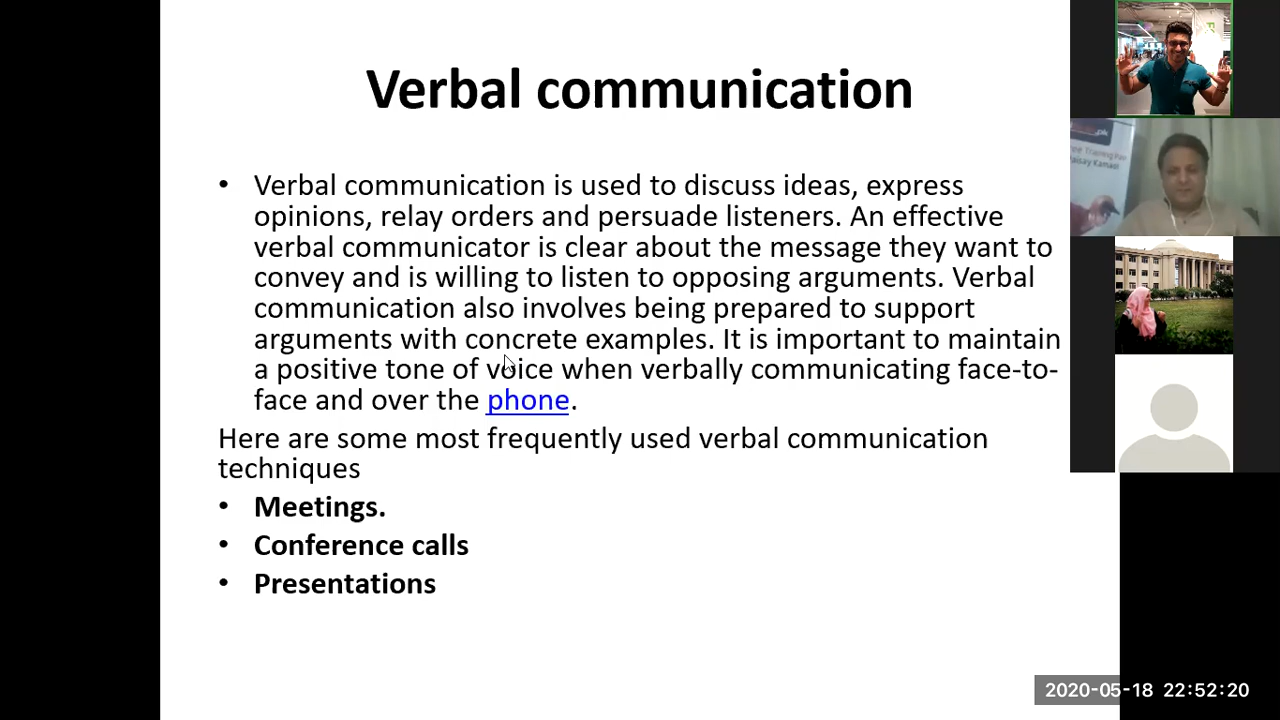 Verbal communication
• Verbal communication is used to discuss ideas, express
opinions, relay orders and persuade listeners. An effective
verbal communicator is clear about the message they want to
convey and is willing to listen to opposing arguments. Verbal
communication also involves being prepared to support
arguments with concrete examples. It is important to maintain
a positive tone of voice when verbally communicating face-to-
face and over the phone.
Here are some most frequently used verbal communication
techniques
• Meetings.
• Conference calls
• Presentations
2020-05-18 22:52:20